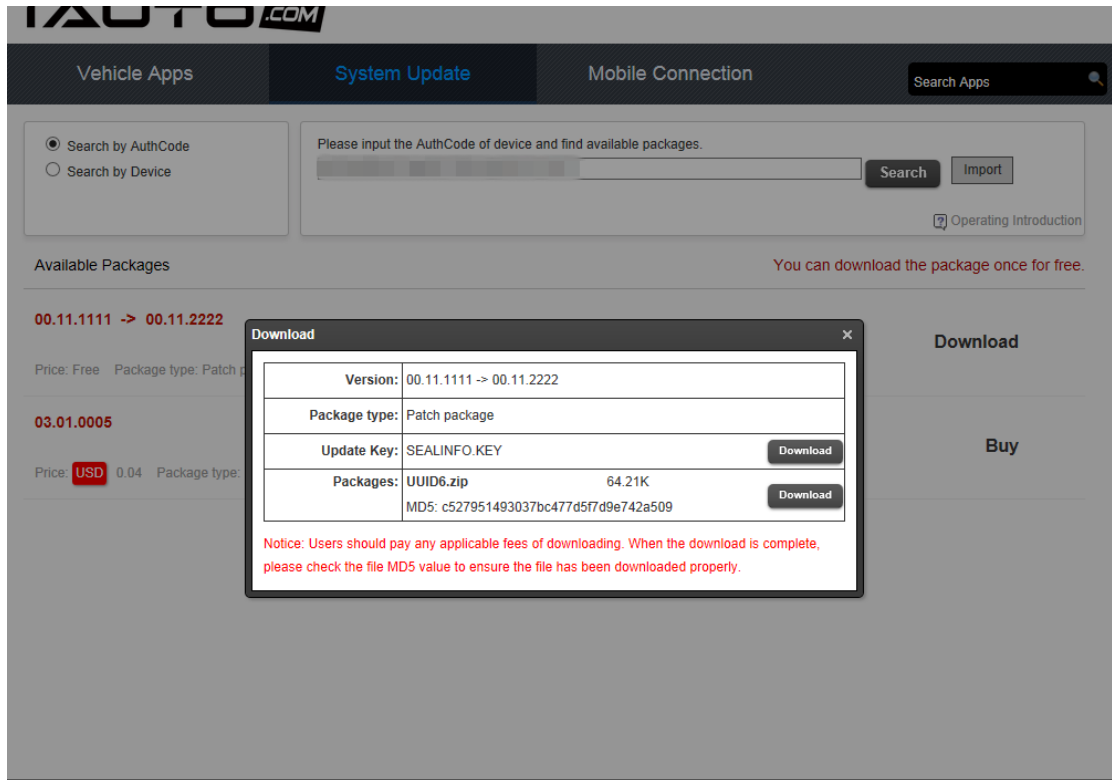 IAUTO.COM
Vehicle Apps
System Update
Mobile Connection
Search Apps
Search by AuthCode
Search by Device
Please input the AuthCode of device and find available packages.
Search
Import
Operating Introduction
Available Packages
You can download the package once for free.
00.11.1111 -> 00.11.2222
Price: Free Package type: Patch p
Download
Download
Version: 00.11.1111 -> 00.11.2222
Package type: Patch package
Update Key: SEALINFO.KEY Download
Packages: UUID6.zip 64.21K
MD5: c527951493037bc477d5f7d9e742a509
Download
Notice: Users should pay any applicable fees of downloading. When the download is complete,
please check the file MD5 value to ensure the file has been downloaded properly.
03.01.0005
Price: USD 0.04 Package type:
Buy